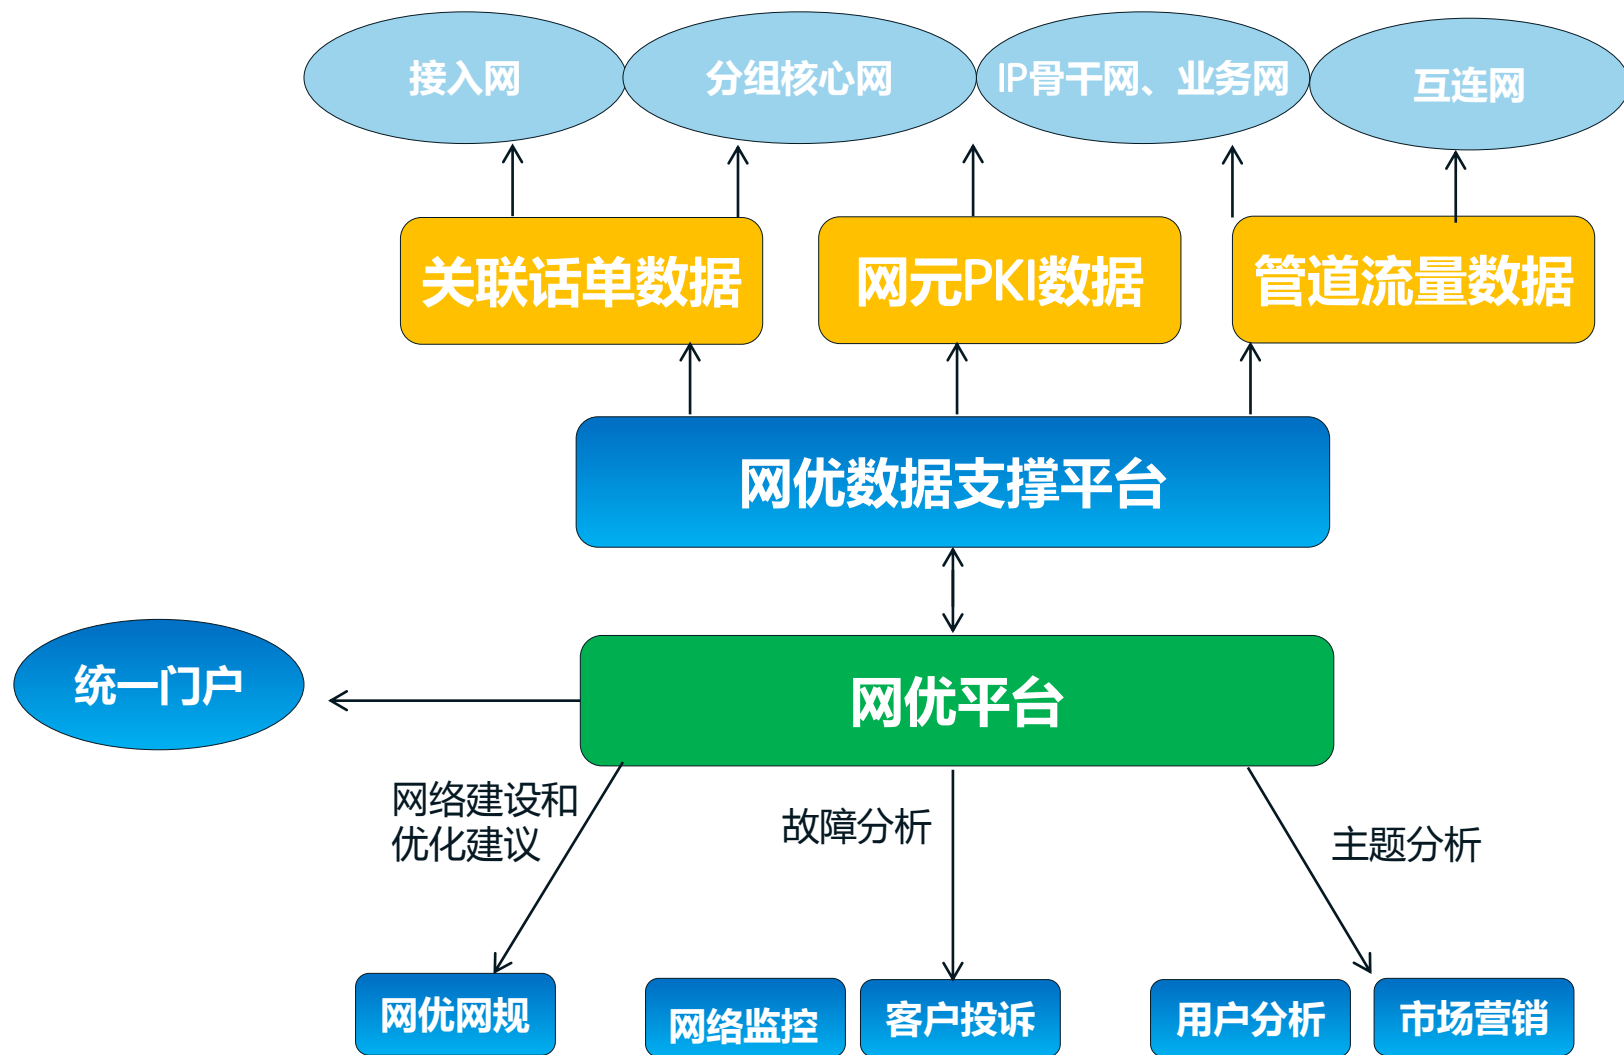 接入网
分组核心网
IP骨干网、业务网
互连网
关联话单数据
网元PKI数据
管道流量数据
网优数据支撑平台
统一门户
网优平台
网络建设和
优化建议
故障分析
主题分析
网优网规
网络监控
客户投诉
用户分析
市场营销